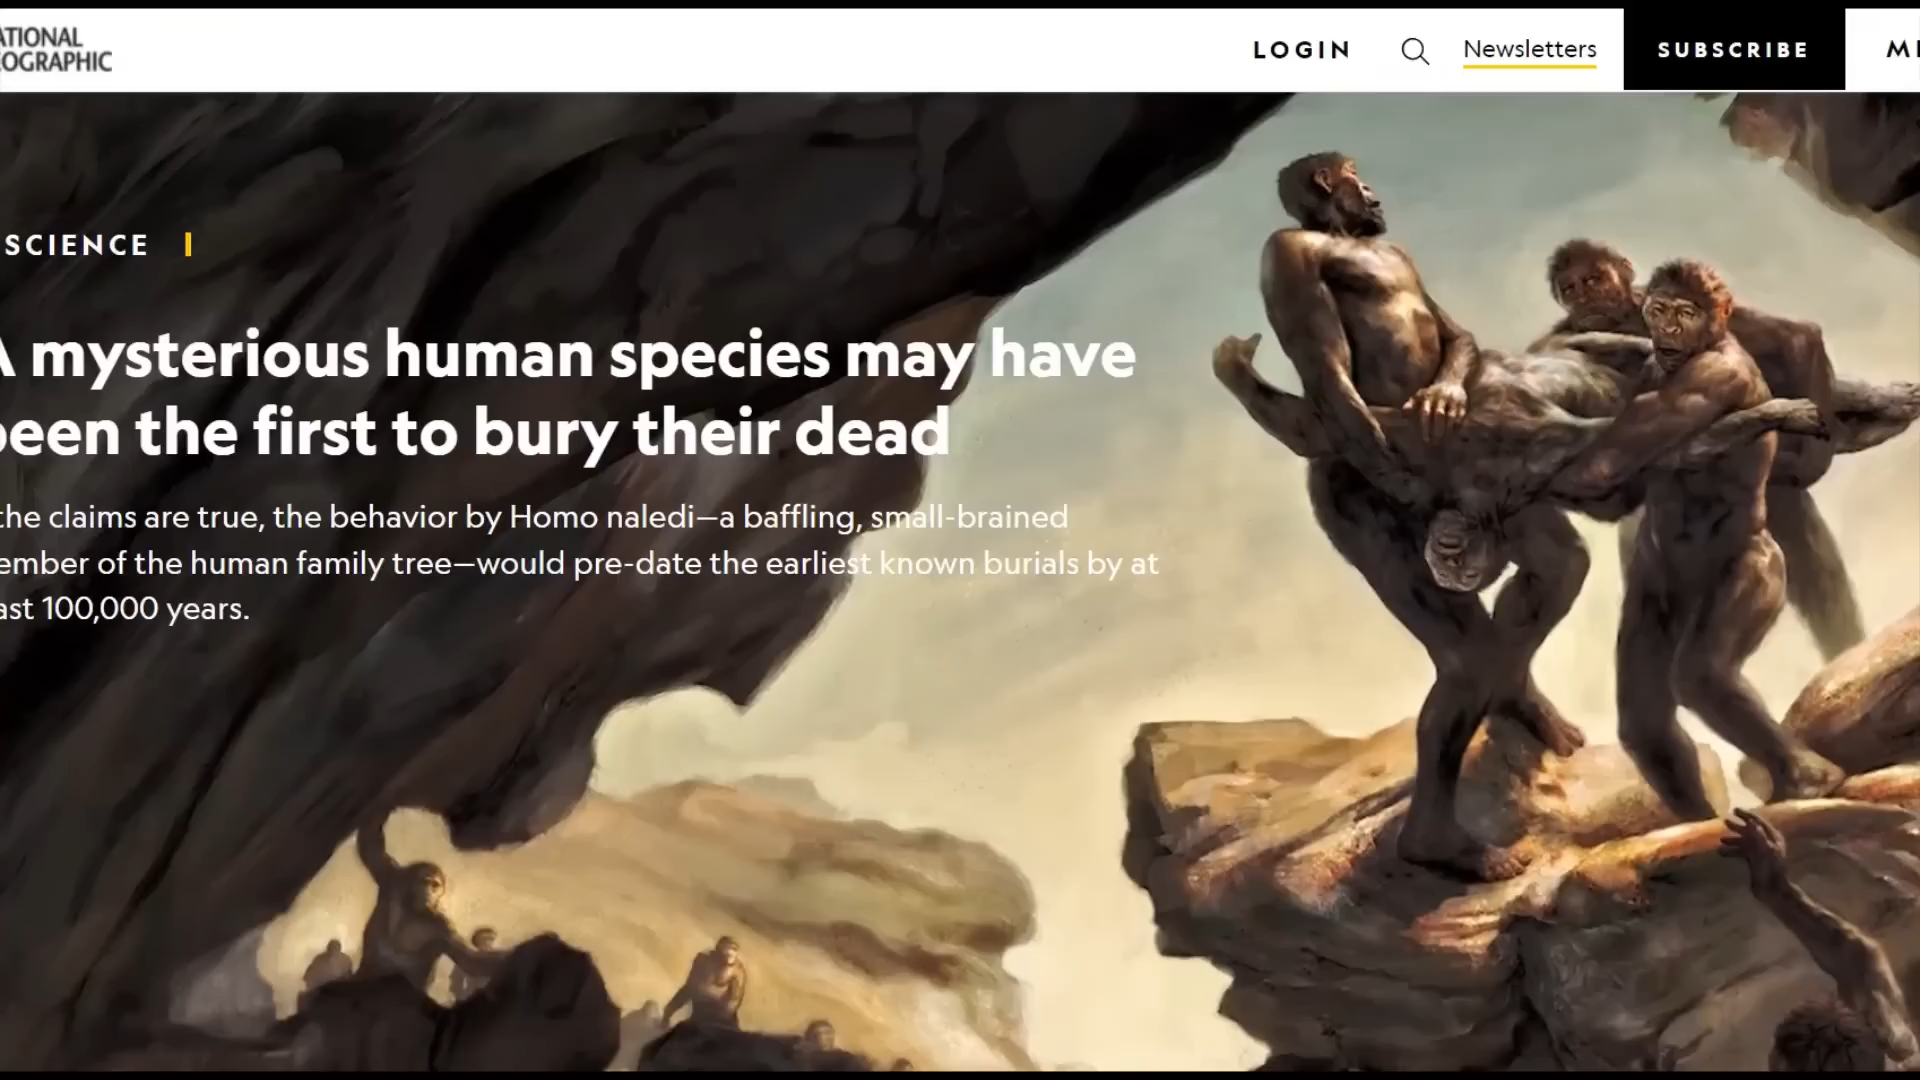 ATIONAL
OGRAPHIC
LOGIN
Newsletters
SUBSCRIBE
SCIENCE
A mysterious human species may have
been the first to bury their dead
the claims are true, the behavior by Homo naledi—a baffling, small-brained
ember of the human family tree—would pre-date the earliest known burials by at
ast 100,000 years.